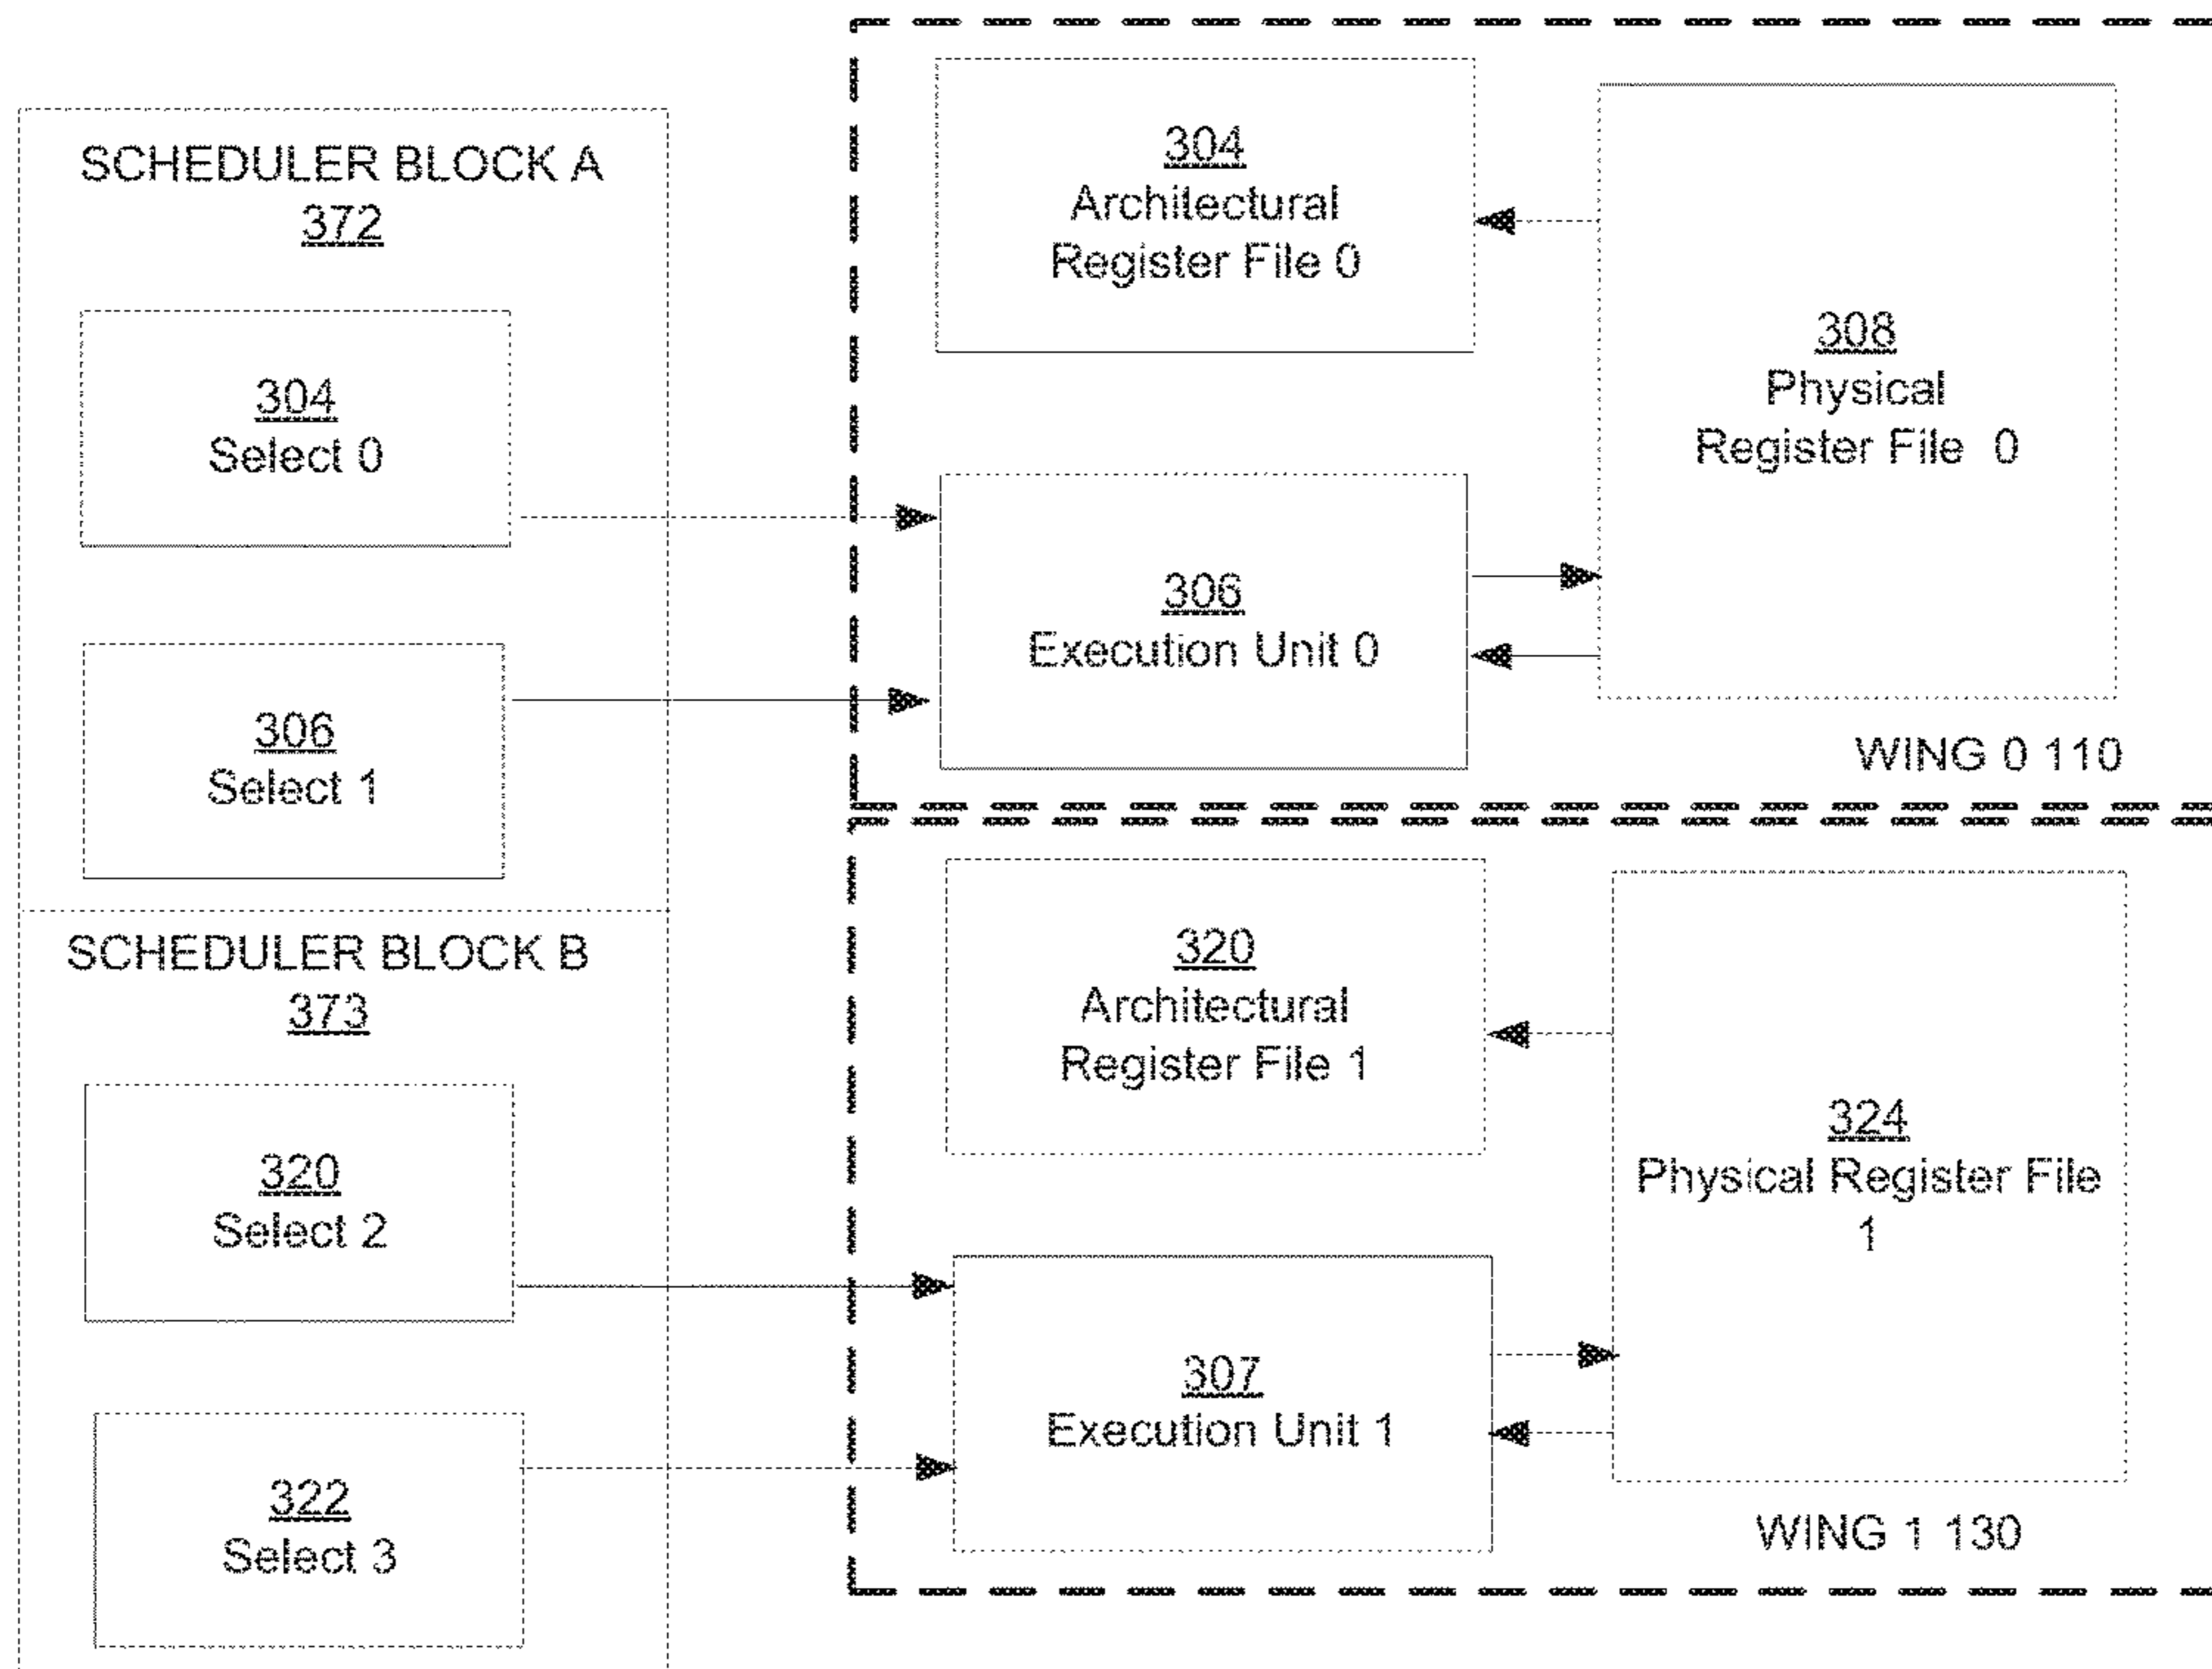 SCHEDULER BLOCK A
372
304
Select 0
306
Select 1
SCHEDULER BLOCK B
373
320
Select 2
322
Select 3
304
Architectural
Register File 0
308
Physical
Register File 0
306
Execution Unit 0
WING 0 110
320
Architectural
Register File 1
324
Physical Register File
1
307
Execution Unit 1
WING 1 130